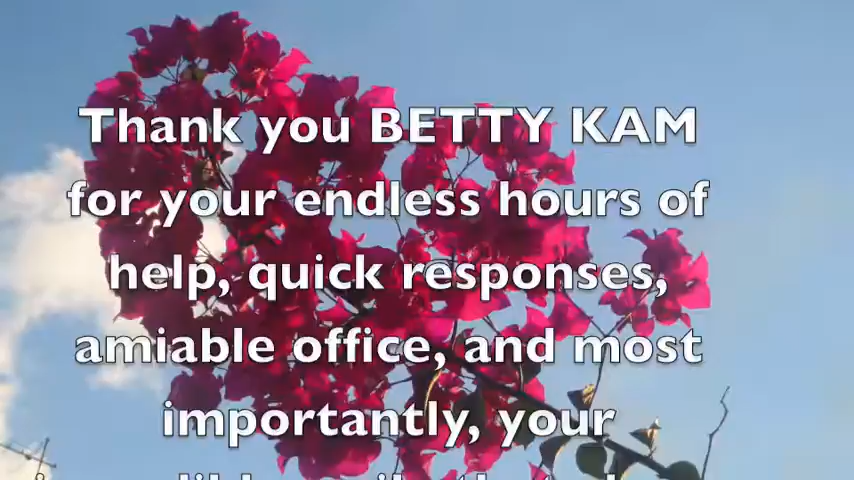 Thank you BETTY KAM
for your endless hours of
help, quick responses,
amiable office, and most
importantly, your